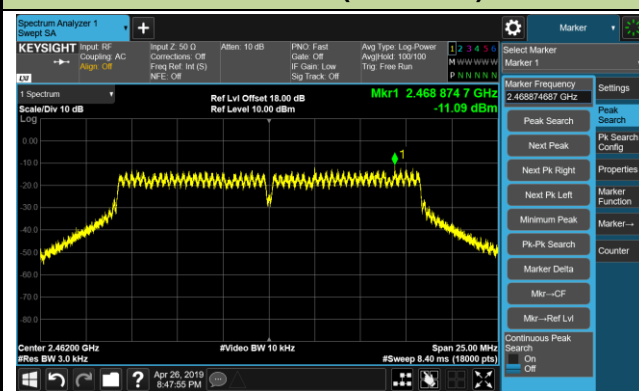 Spectrum Analyzer 1
Swept SA
KEYSIGHT
Input: RF
Coupling: AC
Align: Off
Input Z: 50 Ω
Corrections: Off
Freq Ref: Int (S)
NFE: Off
Atten: 10 dB
PNO: Fast
Gate: Off
IF Gain: Low
Sig Track: Off
Avg Type: Log-Power
Avg|Hold: 100/100
Trig: Free Run
1 2 3 4 5 6
M W W W W W
P N N N N N
LXI
1 Spectrum
Scale/Div 10 dB
Log
Ref Lvl Offset 18.00 dB
Ref Level 10.00 dBm
Mkr1 2.468 874 7 GHz
-11.09 dBm
0.00
-10.0
-20.0
-30.0
-40.0
-50.0
-60.0
-70.0
-80.0
1
Center 2.46200 GHz
#Res BW 3.0 kHz
#Video BW 10 kHz
Span 25.00 MHz
#Sweep 8.40 ms (18000 pts)
Apr 26, 2019
8:47:55 PM
Marker
Select Marker
Marker 1
Marker Frequency
2.468874687 GHz
Peak Search
Next Peak
Next Pk Right
Next Pk Left
Minimum Peak
Pk-Pk Search
Marker Delta
Mkr→CF
Mkr→Ref Lvl
Continuous Peak
Search
On
Off
Settings
Peak
Search
Pk Search
Config
Properties
Marker
Function
Marker→
Counter